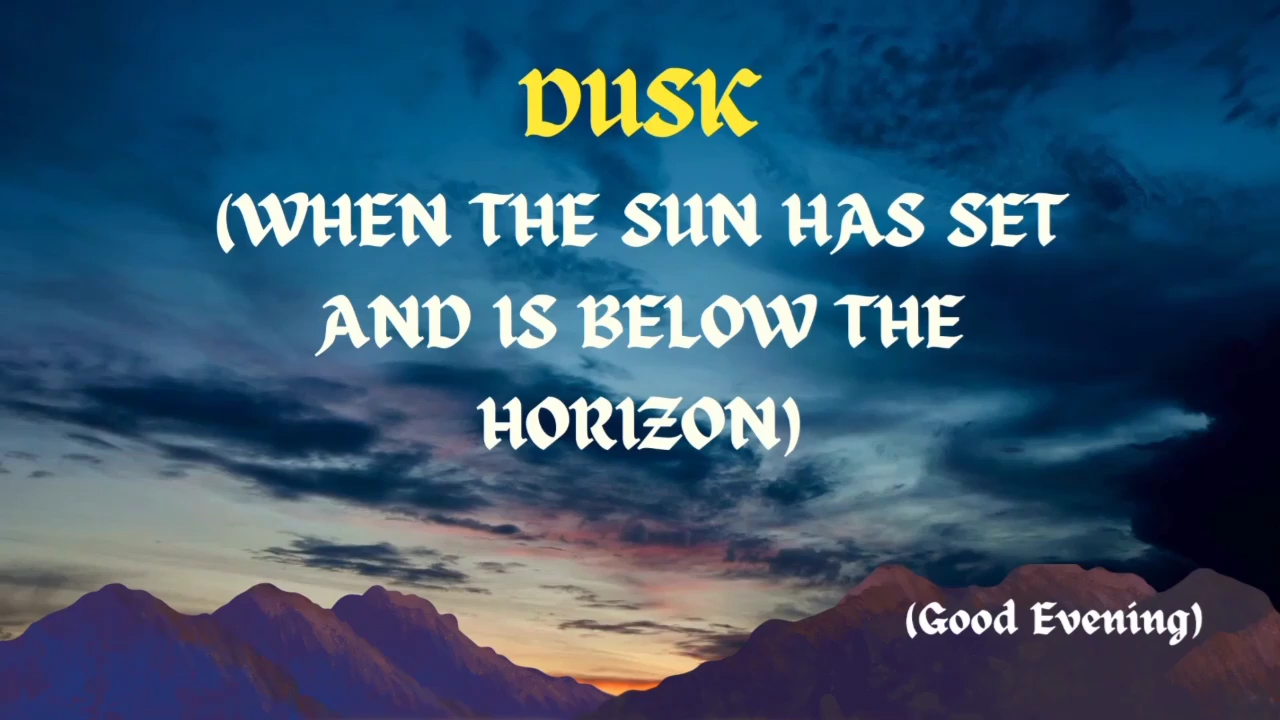 DUSK
(WHEN THE SUN HAS SET
AND IS BELOW THE
HORIZON)
(Good Evening)